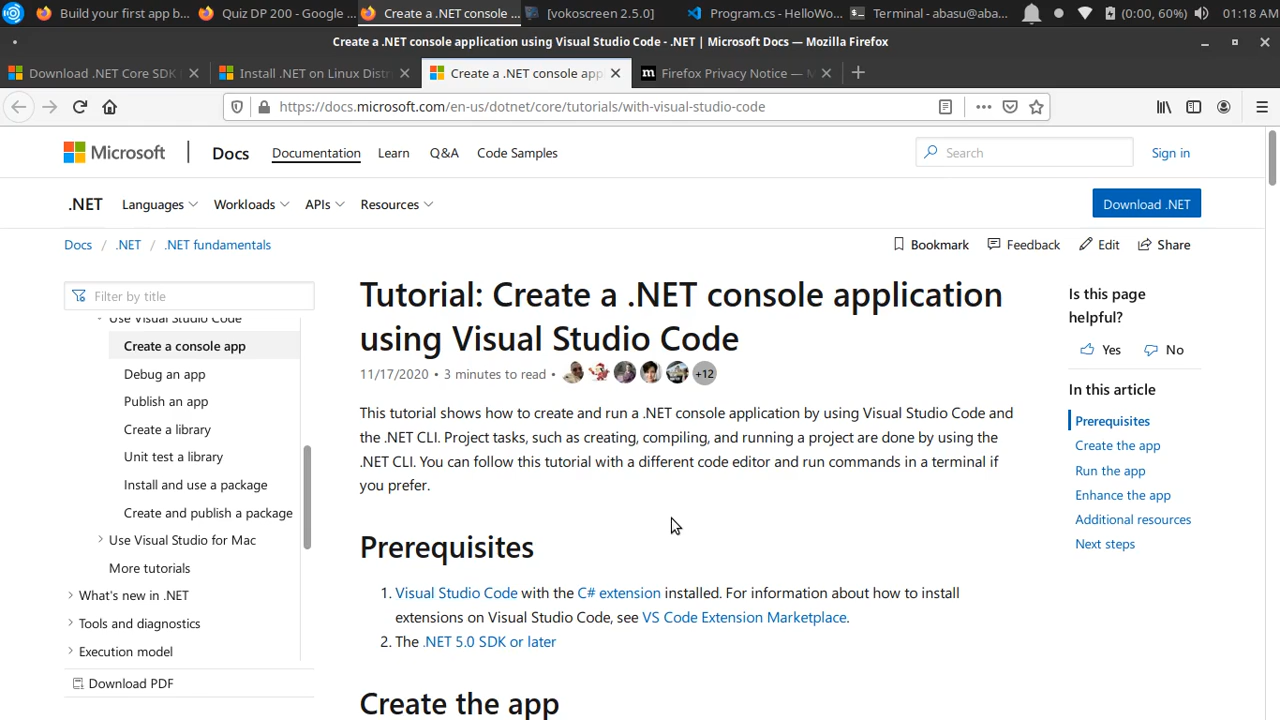 Build your first app b...
Quiz DP 200 - Google ...
Create a .NET console ...
[vokoscreen 2.5.0]
Program.cs - HelloWo...
Terminal - abasu@aba...
(0:00, 60%)
01:18 AM
Create a .NET console application using Visual Studio Code - .NET | Microsoft Docs — Mozilla Firefox
Download .NET Core SDK
Install .NET on Linux Distr
Create a .NET console app
Firefox Privacy Notice — M
https://docs.microsoft.com/en-us/dotnet/core/tutorials/with-visual-studio-code
Microsoft
Docs
Documentation
Learn
Q&A
Code Samples
Search
Sign in
.NET
Languages
Workloads
APIs
Resources
Download .NET
Docs / .NET / .NET fundamentals
Bookmark
Feedback
Edit
Share
Filter by title
Use Visual Studio Code
Create a console app
Debug an app
Publish an app
Create a library
Unit test a library
Install and use a package
Create and publish a package
Use Visual Studio for Mac
More tutorials
What's new in .NET
Tools and diagnostics
Execution model
Download PDF
Tutorial: Create a .NET console application
using Visual Studio Code
11/17/2020 • 3 minutes to read •
+12
This tutorial shows how to create and run a .NET console application by using Visual Studio Code and
the .NET CLI. Project tasks, such as creating, compiling, and running a project are done by using the
.NET CLI. You can follow this tutorial with a different code editor and run commands in a terminal if
you prefer.
Prerequisites
1. Visual Studio Code with the C# extension installed. For information about how to install
extensions on Visual Studio Code, see VS Code Extension Marketplace.
2. The .NET 5.0 SDK or later
Create the app
Is this page
helpful?
Yes
No
In this article
Prerequisites
Create the app
Run the app
Enhance the app
Additional resources
Next steps